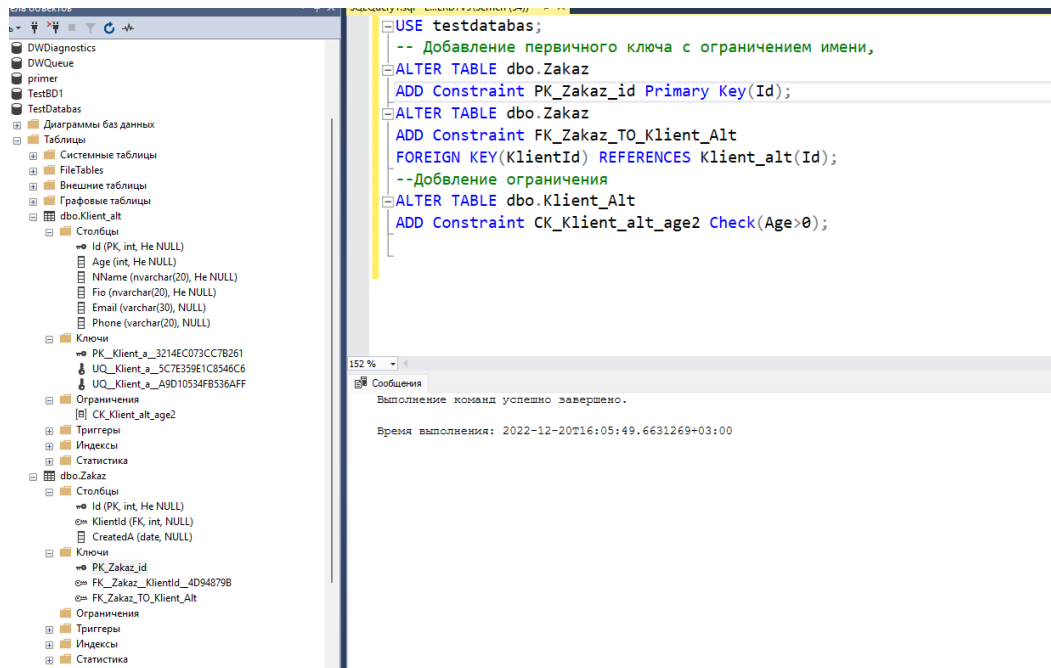 DWDiagnostics
DWQueue
primer
TestBD1
TestDatabas
Диаграммы баз данных
Таблицы
Системные таблицы
FileTables
Внешние таблицы
Графовые таблицы
dbo.Klient_alt
Столбцы
Id (PK, int, Не NULL)
Age (int, Не NULL)
NName (nvarchar(20), Не NULL)
Fio (nvarchar(20), Не NULL)
Email (varchar(30), NULL)
Phone (varchar(20), NULL)
Ключи
PK__Klient_a__3214EC073CC7B261
UQ__Klient_a__5C7E359E1C8546C6
UQ__Klient_a__A9D10534FB536AFF
Ограничения
CK_Klient_alt_age2
Триггеры
Индексы
Статистика
dbo.Zakaz
Столбцы
Id (PK, int, Не NULL)
KlientId (FK, int, NULL)
CreatedA (date, NULL)
Ключи
PK_Zakaz_id
FK__Zakaz__KlientId__4D94879B
FK_Zakaz_TO_Klient_Alt
Ограничения
Триггеры
Индексы
Статистика
USE testdatabas;
-- Добавление первичного ключа с ограничением имени,
ALTER TABLE dbo.Zakaz
ADD Constraint PK_Zakaz_id Primary Key(Id);
ALTER TABLE dbo.Zakaz
ADD Constraint FK_Zakaz_TO_Klient_Alt
FOREIGN KEY(KlientId) REFERENCES Klient_alt(Id);
--Добвление ограничения
ALTER TABLE dbo.Klient_Alt
ADD Constraint CK_Klient_alt_age2 Check(Age>0);
152 %
Сообщения
Выполнение команд успешно завершено.
Время выполнения: 2022-12-20T16:05:49.6631269+03:00